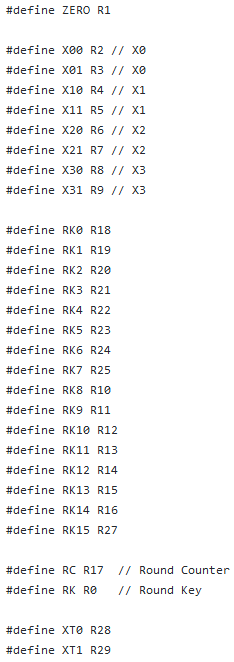 #define ZERO R1
#define X00 R2 // X0
#define X01 R3 // X0
#define X10 R4 // X1
#define X11 R5 // X1
#define X20 R6 // X2
#define X21 R7 // X2
#define X30 R8 // X3
#define X31 R9 // X3
#define RK0 R18
#define RK1 R19
#define RK2 R20
#define RK3 R21
#define RK4 R22
#define RK5 R23
#define RK6 R24
#define RK7 R25
#define RK8 R10
#define RK9 R11
#define RK10 R12
#define RK11 R13
#define RK12 R14
#define RK13 R15
#define RK14 R16
#define RK15 R27
#define RC R17  // Round Counter
#define RK R0   // Round Key
#define XT0 R28
#define XT1 R29